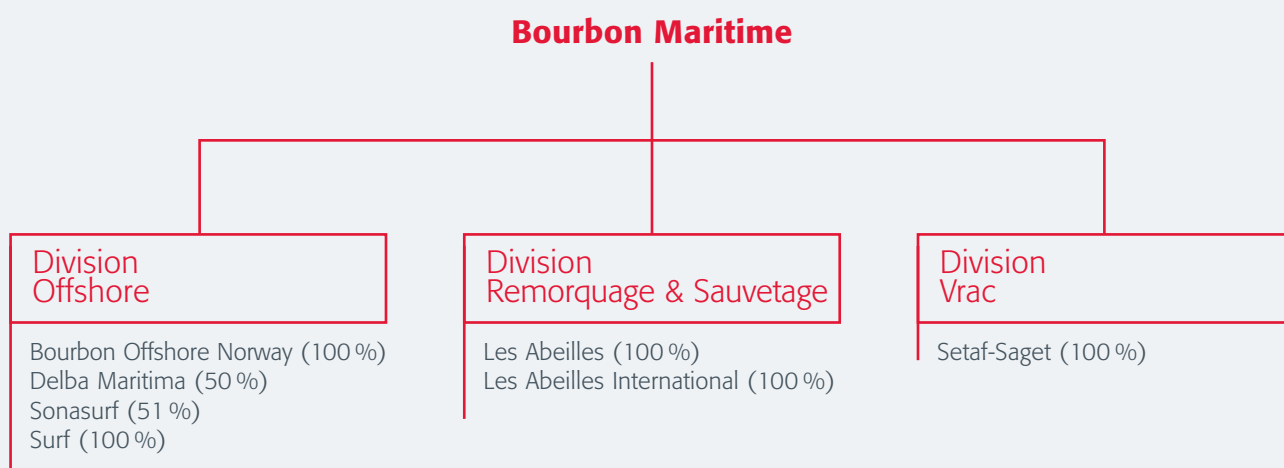 Bourbon Maritime
Division
Offshore
Bourbon Offshore Norway (100 %)
Delba Maritima (50 %)
Sonasurf (51 %)
Surf (100 %)
Division
Remorquage & Sauvetage
Les Abeilles (100 %)
Les Abeilles International (100 %)
Division
Vrac
Setaf-Saget (100 %)